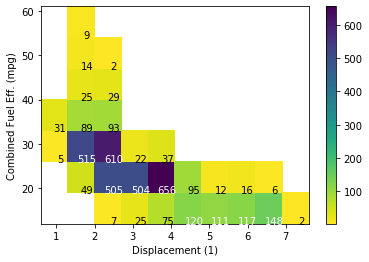 60
50
40
30
20
Combined Fuel Eff. (mpg)
9
14 2
25 29
31 89 93
5 515 610 22 37
49 505 504 656 95 12 16 6
7 25 75 120 111 117 148 2
1 2 3 4 5 6 7
Displacement (1)
600
500
400
300
200
100